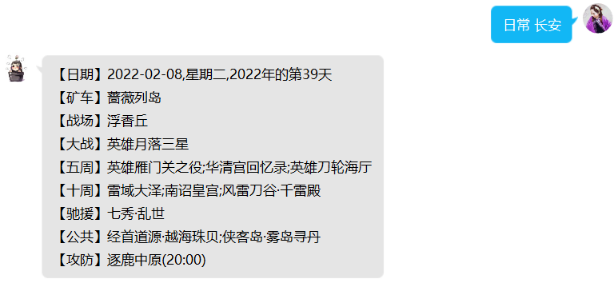 日常 长安
【日期】2022-02-08,星期二,2022年的第39天
【矿车】蔷薇列岛
【战场】浮香丘
【大战】英雄月落三星
【五周】英雄雁门关之役;华清宫回忆录;英雄刀轮海厅
【十周】雷域大泽;南诏皇宫;风雷刀谷·千雷殿
【驰援】七秀·乱世
【公共】经首道源·越海珠贝;侠客岛·雾岛寻丹
【攻防】逐鹿中原(20:00)